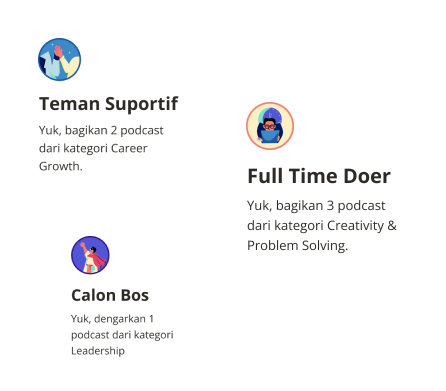 Teman Suportif
Yuk, bagikan 2 podcast
dari kategori Career
Growth.
Full Time Doer
Yuk, bagikan 3 podcast
dari kategori Creativity &
Problem Solving.
Calon Bos
Yuk, dengarkan 1
podcast dari kategori
Leadership